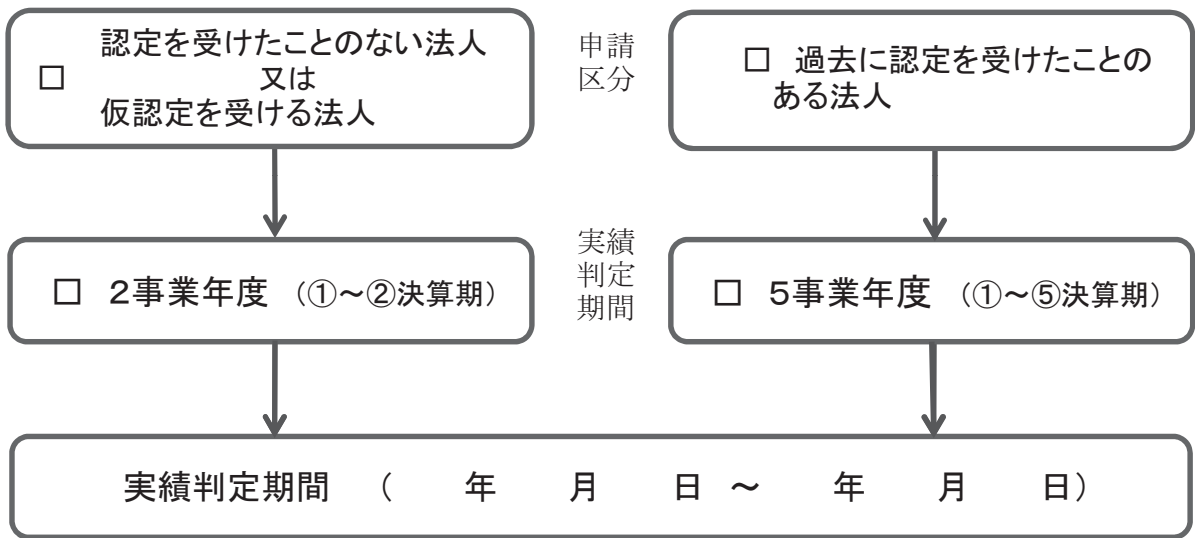 認定を受けたことのない法人
□ 又は
仮認定を受ける法人
申請
区分
□ 過去に認定を受けたことの
ある法人
□ 2事業年度 (①~②決算期)
実績
判定
期間
□ 5事業年度 (①~⑤決算期)
実績判定期間 ( 年 月 日 ~ 年 月 日)